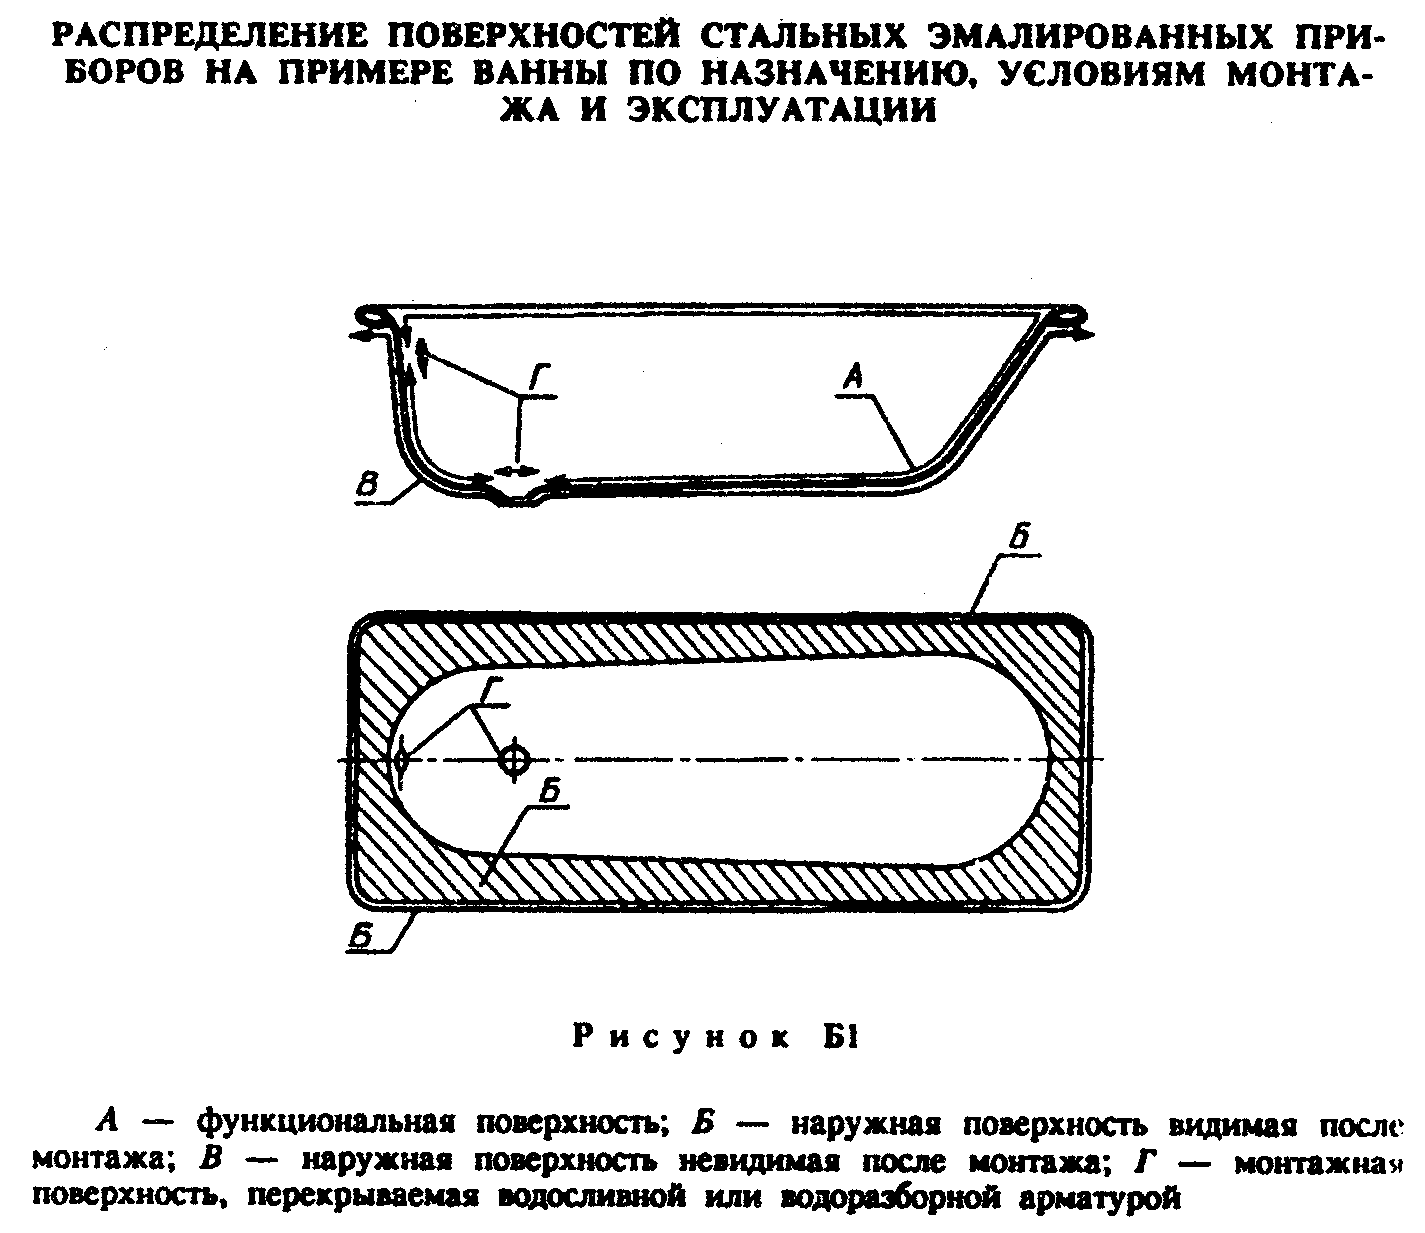 РАСПРЕДЕЛЕНИЕ ПОВЕРХНОСТЕЙ СТАЛЬНЫХ ЭМАЛИРОВАННЫХ ПРИ-
БОРОВ НА ПРИМЕРЕ ВАННЫ ПО НАЗНАЧЕНИЮ, УСЛОВИЯМ МОНТА-
ЖА И ЭКСПЛУАТАЦИИ
Г
А
В
Б
Г
Б
Б
Рисунок Б1
А — функциональная поверхность; Б — наружная поверхность видимая после
монтажа; В — наружная поверхность невидимая после монтажа; Г — монтажная
поверхность, перекрываемая водосливной или водоразборной арматурой